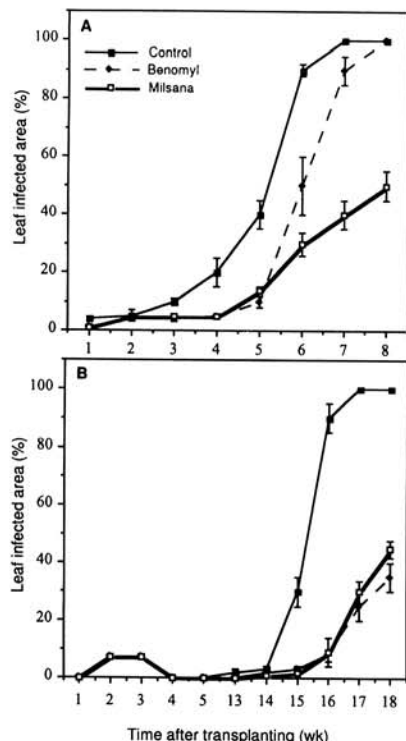 A
Control
Benomyl
Milsana
Leaf infected area (%)
100
80
60
40
20
0
1 2 3 4 5 6 7 8
B
Leaf infected area (%)
100
80
60
40
20
0
1 2 3 4 5 13 14 15 16 17 18
Time after transplanting (wk)